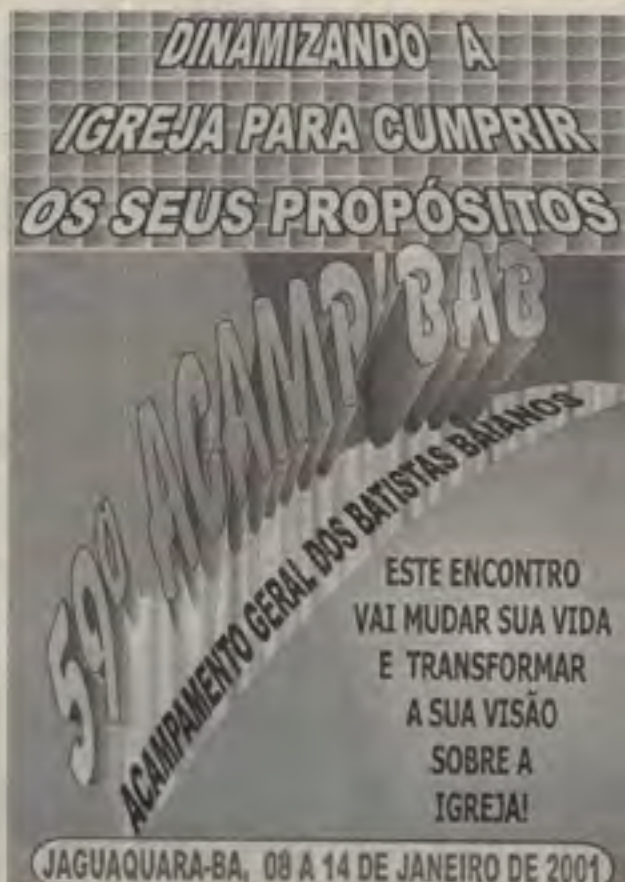 DINAMIZANDO A
IGREJA PARA CUMPRIR
OS SEUS PROPÓSITOS
59º ACAMP'BAB
ACAMPAMENTO GERAL DOS BATISTAS BAIANOS
ESTE ENCONTRO
VAI MUDAR SUA VIDA
E TRANSFORMAR
A SUA VISÃO
SOBRE A
IGREJA!
JAGUAQUARA-BA, 08 A 14 DE JANEIRO DE 2001